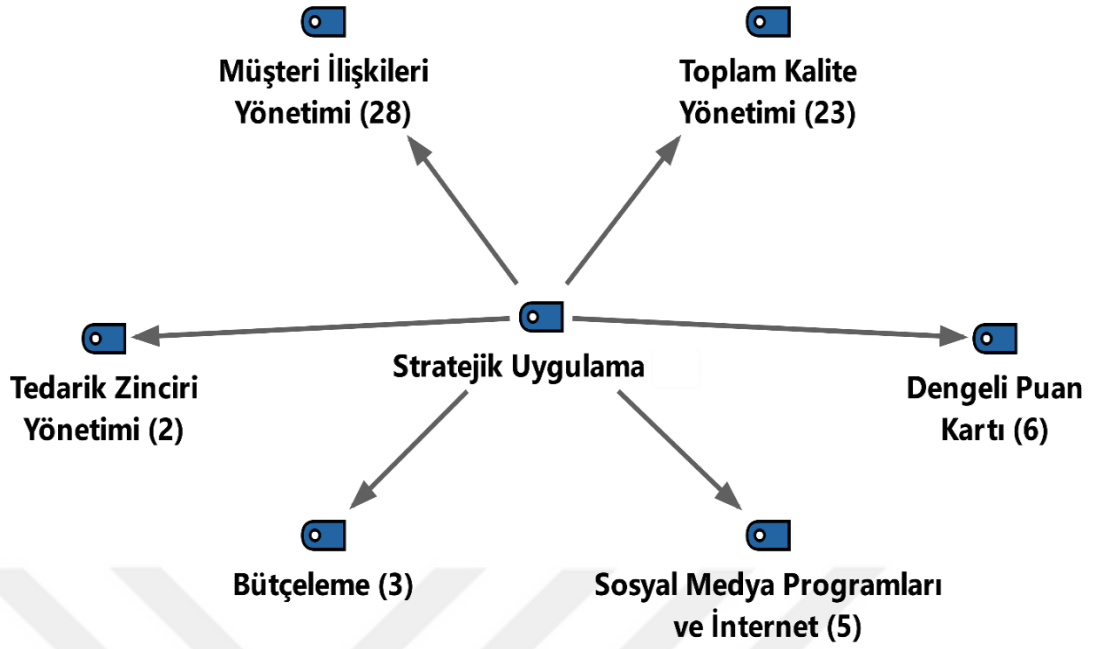 Müşteri İlişkileri
Yönetimi (28)
Toplam Kalite
Yönetimi (23)
Stratejik Uygulama
Tedarik Zinciri
Yönetimi (2)
Dengeli Puan
Kartı (6)
Bütçeleme (3)
Sosyal Medya Programları
ve İnternet (5)